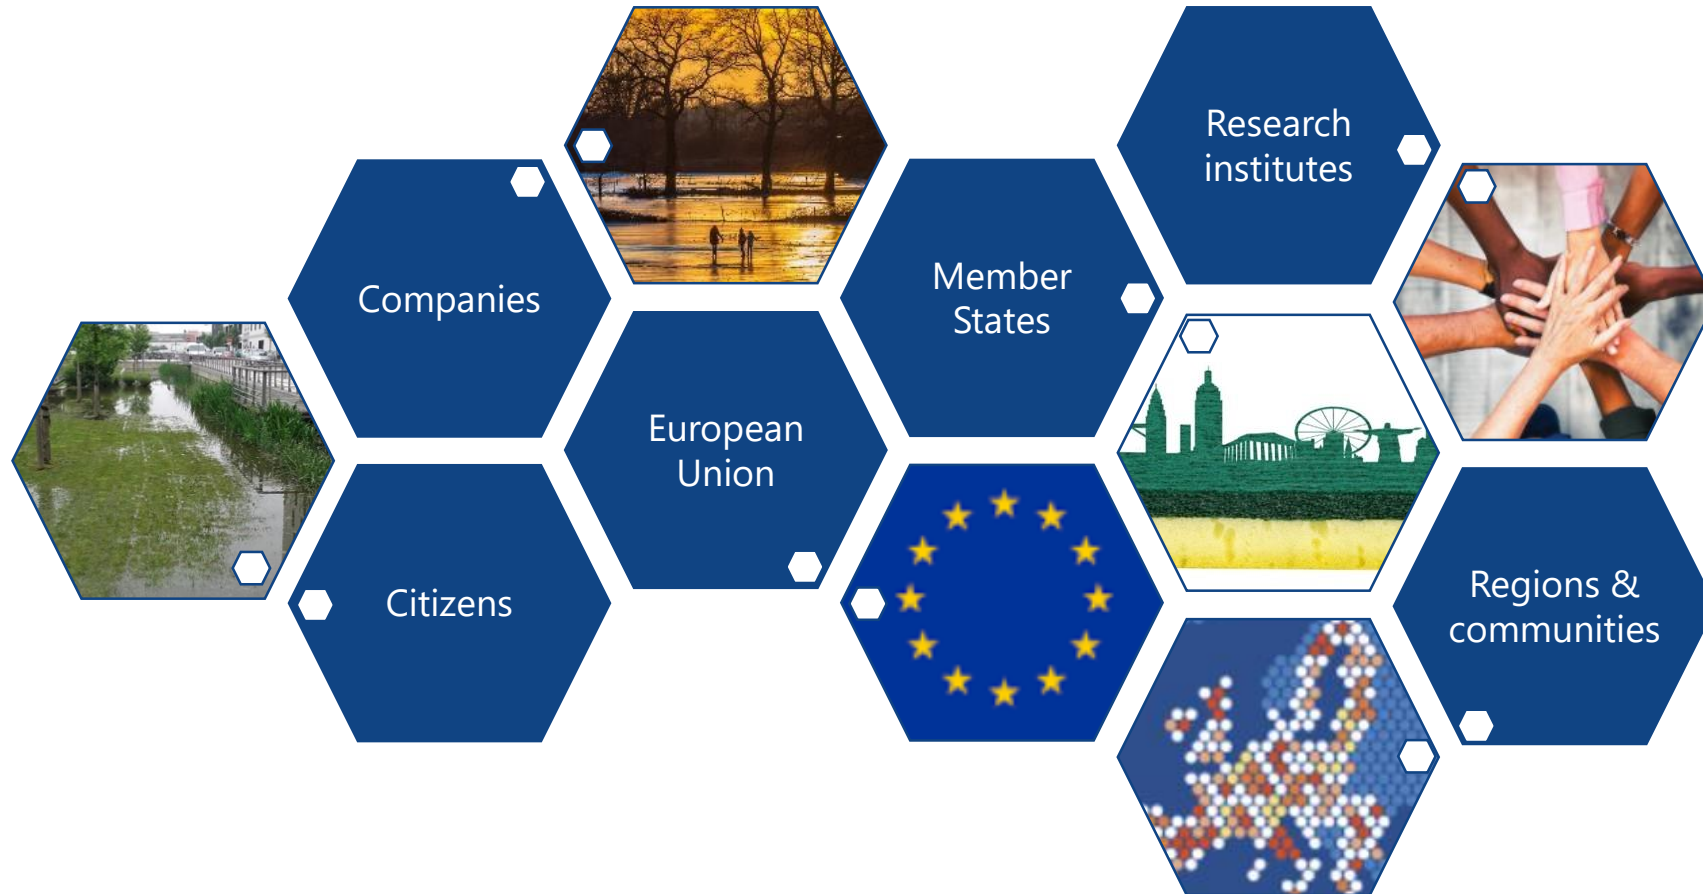 Research
institutes
Companies
Member
States
European
Union
Citizens
Regions &
communities